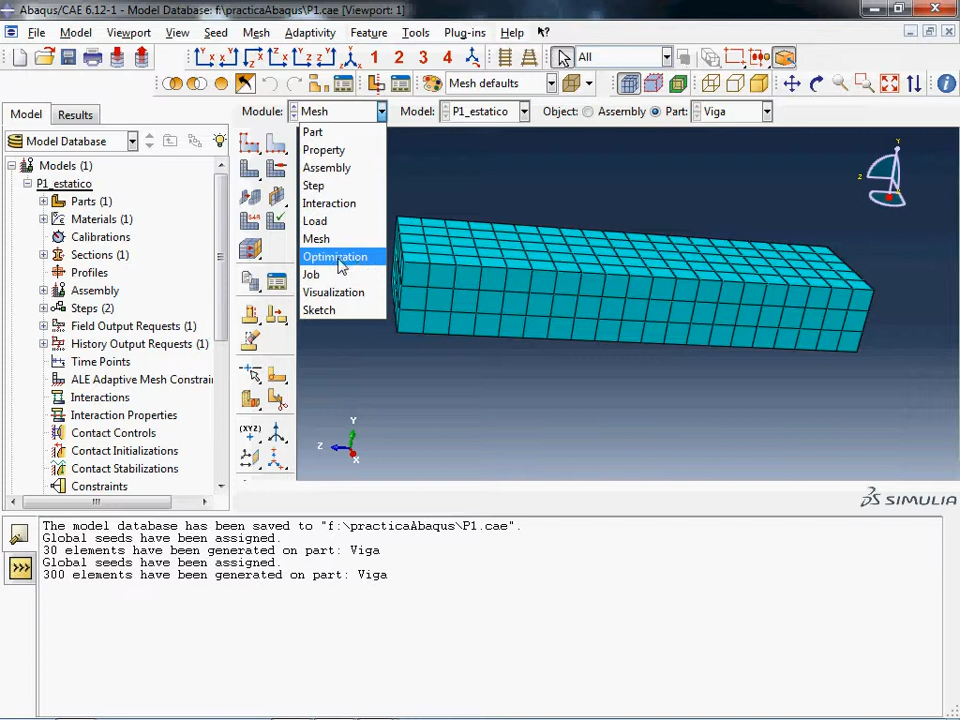 Abaqus/CAE 6.12-1 - Model Database: f:\practicaAbaqus\P1.cae [Viewport: 1]
File Model Viewport View Seed Mesh Adaptivity Feature Tools Plug-ins Help
1 2 3 4 All
Mesh defaults
Model Results Module: Mesh Model: P1_estatico Object: Assembly Part: Viga
Model Database
Models (1)
P1_estatico
Parts (1)
Materials (1)
Calibrations
Sections (1)
Profiles
Assembly
Steps (2)
Field Output Requests (1)
History Output Requests (1)
Time Points
ALE Adaptive Mesh Constrai
Interactions
Interaction Properties
Contact Controls
Contact Initializations
Contact Stabilizations
Constraints
Part
Property
Assembly
Step
Interaction
Load
Mesh
Optimization
Job
Visualization
Sketch
(XYZ)
Y
Z
Y
Z
X
SIMULIA
The model database has been saved to "f:\practicaAbaqus\P1.cae".
Global seeds have been assigned.
30 elements have been generated on part: Viga
Global seeds have been assigned.
300 elements have been generated on part: Viga